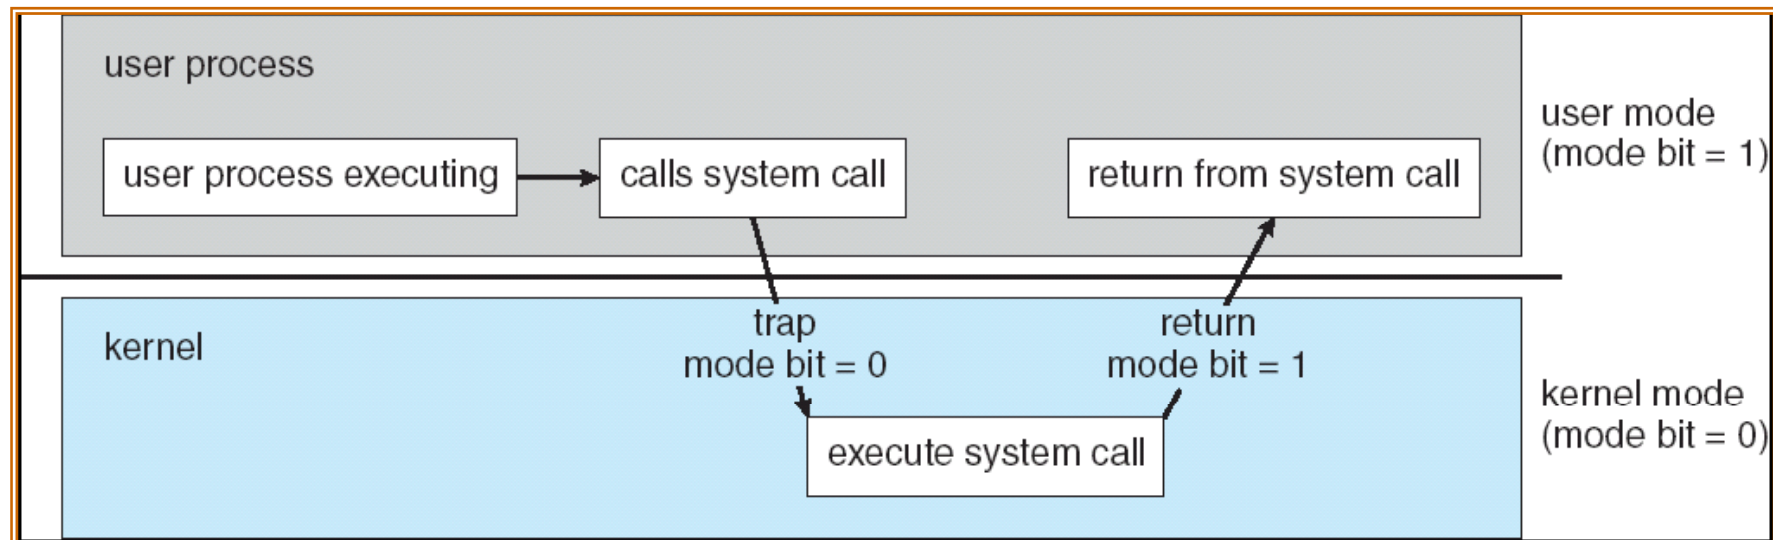 user process
user process executing
calls system call
return from system call
user mode
(mode bit = 1)
kernel
trap
mode bit = 0
return
mode bit = 1
execute system call
kernel mode
(mode bit = 0)